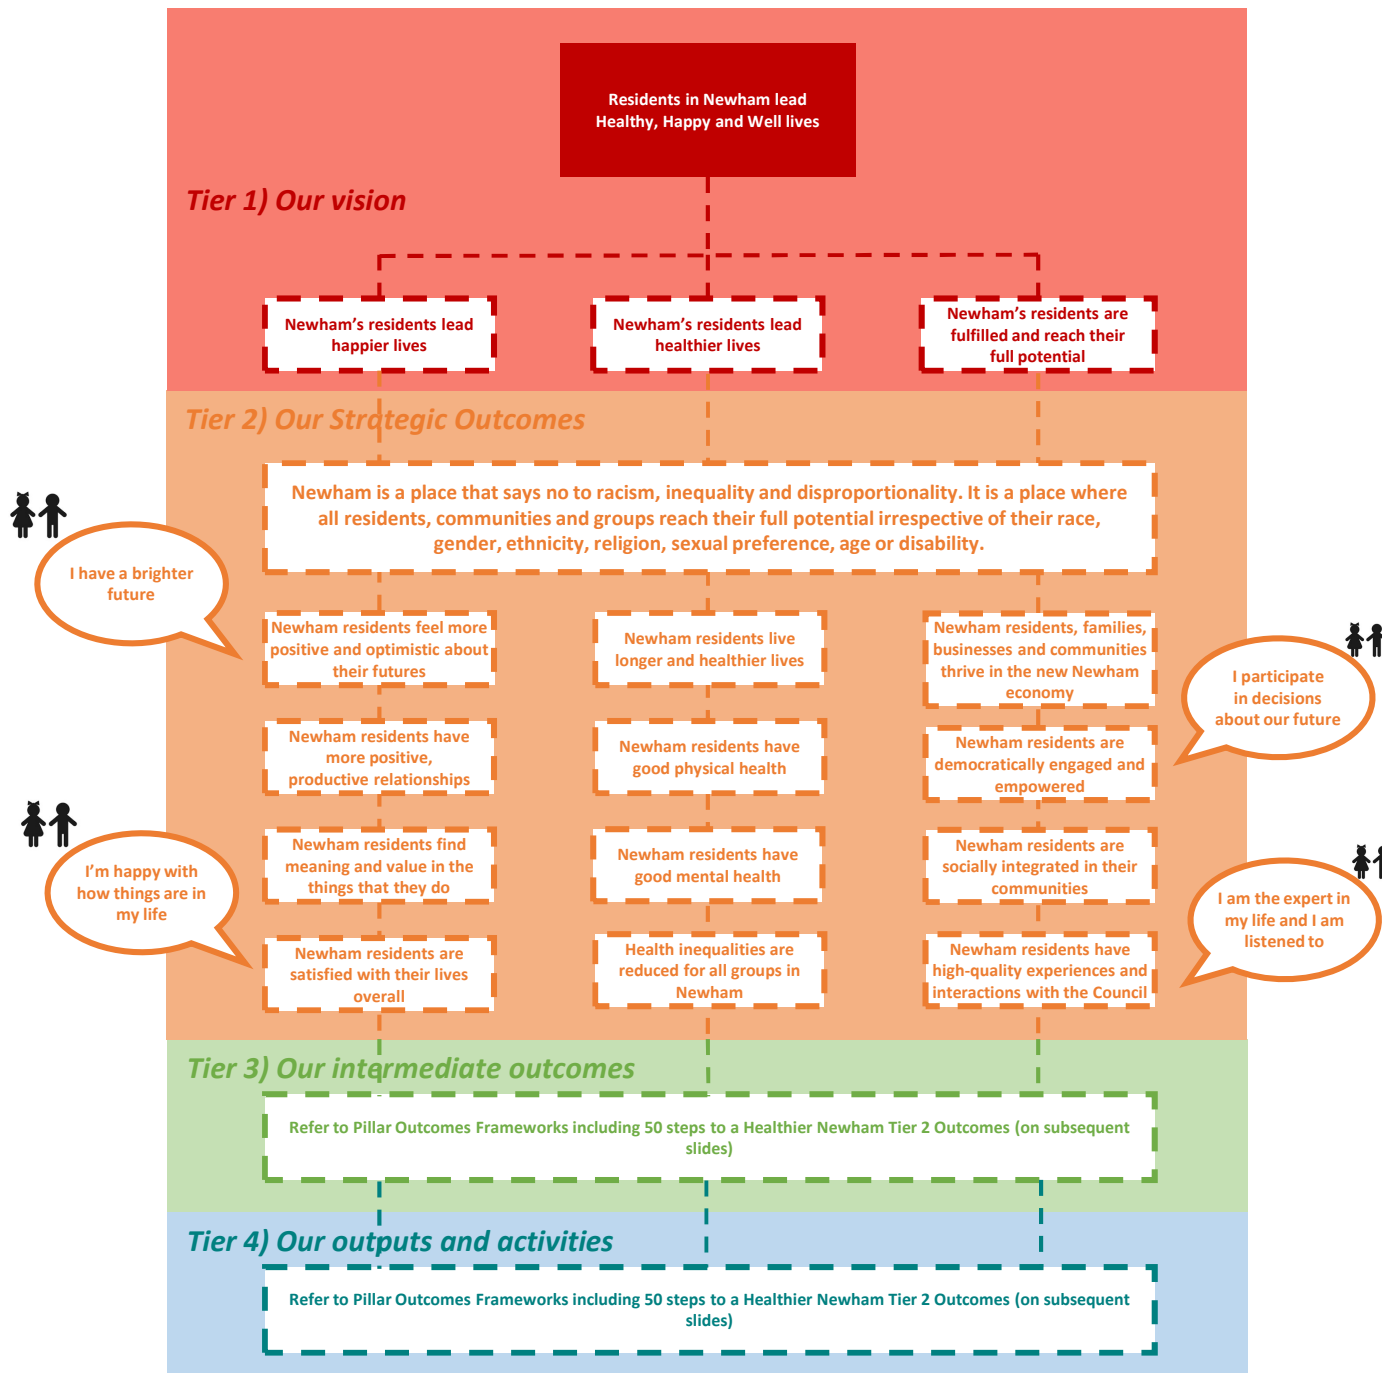 Residents in Newham lead
Healthy, Happy and Well lives
Tier 1) Our vision
Newham’s residents lead
happier lives
Newham’s residents lead
healthier lives
Newham’s residents are
fulfilled and reach their
full potential
Tier 2) Our Strategic Outcomes
Newham is a place that says no to racism, inequality and disproportionality. It is a place where
all residents, communities and groups reach their full potential irrespective of their race,
gender, ethnicity, religion, sexual preference, age or disability.
I have a brighter
future
Newham residents feel more
positive and optimistic about
their futures
Newham residents live
longer and healthier lives
Newham residents, families,
businesses and communities
thrive in the new Newham
economy
I participate
in decisions
about our future
Newham residents have
more positive,
productive relationships
Newham residents have
good physical health
Newham residents are
democratically engaged and
empowered
I’m happy with
how things are in
my life
Newham residents find
meaning and value in the
things that they do
Newham residents have
good mental health
Newham residents are
socially integrated in their
communities
I am the expert in
my life and I am
listened to
Newham residents are
satisfied with their lives
overall
Health inequalities are
reduced for all groups in
Newham
Newham residents have
high-quality experiences and
interactions with the Council
Tier 3) Our intermediate outcomes
Refer to Pillar Outcomes Frameworks including 50 steps to a Healthier Newham Tier 2 Outcomes (on subsequent
slides)
Tier 4) Our outputs and activities
Refer to Pillar Outcomes Frameworks including 50 steps to a Healthier Newham Tier 2 Outcomes (on subsequent
slides)